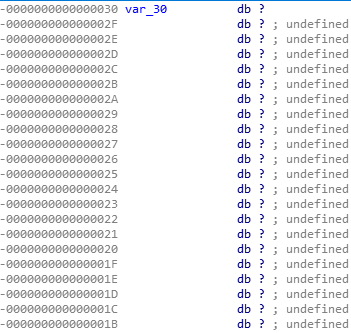 -0000000000000030 var_30 db ?
-000000000000002F db ? ; undefined
-000000000000002E db ? ; undefined
-000000000000002D db ? ; undefined
-000000000000002C db ? ; undefined
-000000000000002B db ? ; undefined
-000000000000002A db ? ; undefined
-0000000000000029 db ? ; undefined
-0000000000000028 db ? ; undefined
-0000000000000027 db ? ; undefined
-0000000000000026 db ? ; undefined
-0000000000000025 db ? ; undefined
-0000000000000024 db ? ; undefined
-0000000000000023 db ? ; undefined
-0000000000000022 db ? ; undefined
-0000000000000021 db ? ; undefined
-0000000000000020 db ? ; undefined
-000000000000001F db ? ; undefined
-000000000000001E db ? ; undefined
-000000000000001D db ? ; undefined
-000000000000001C db ? ; undefined
-000000000000001B db ? ; undefined